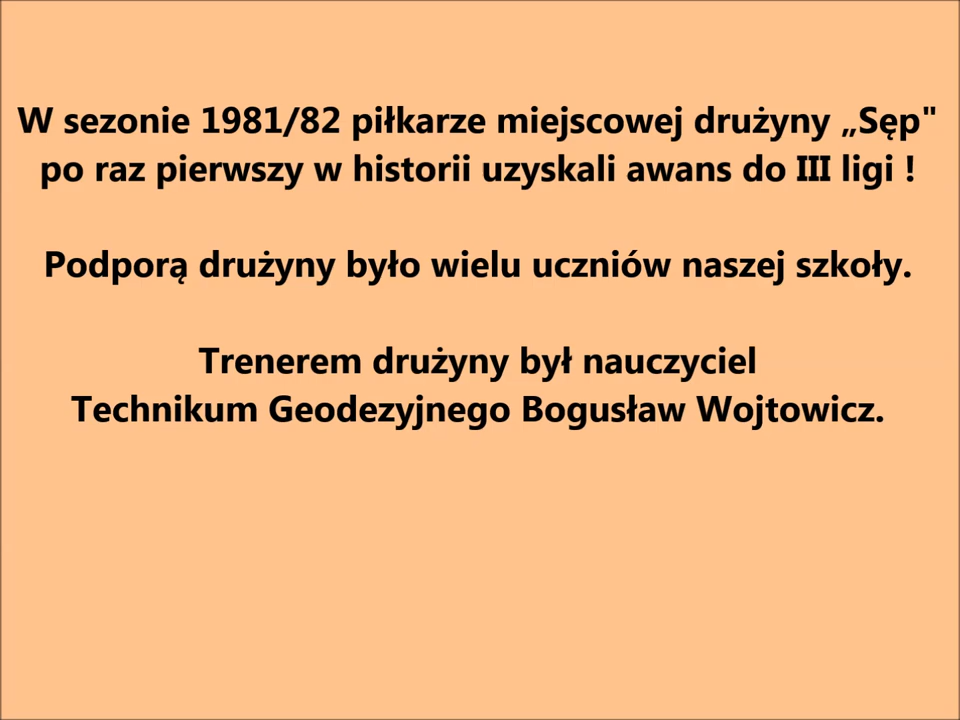 W sezonie 1981/82 piłkarze miejscowej drużyny „Sęp"
po raz pierwszy w historii uzyskali awans do III ligi !
Podporą drużyny było wielu uczniów naszej szkoły.
Trenerem drużyny był nauczyciel
Technikum Geodezyjnego Bogusław Wojtowicz.